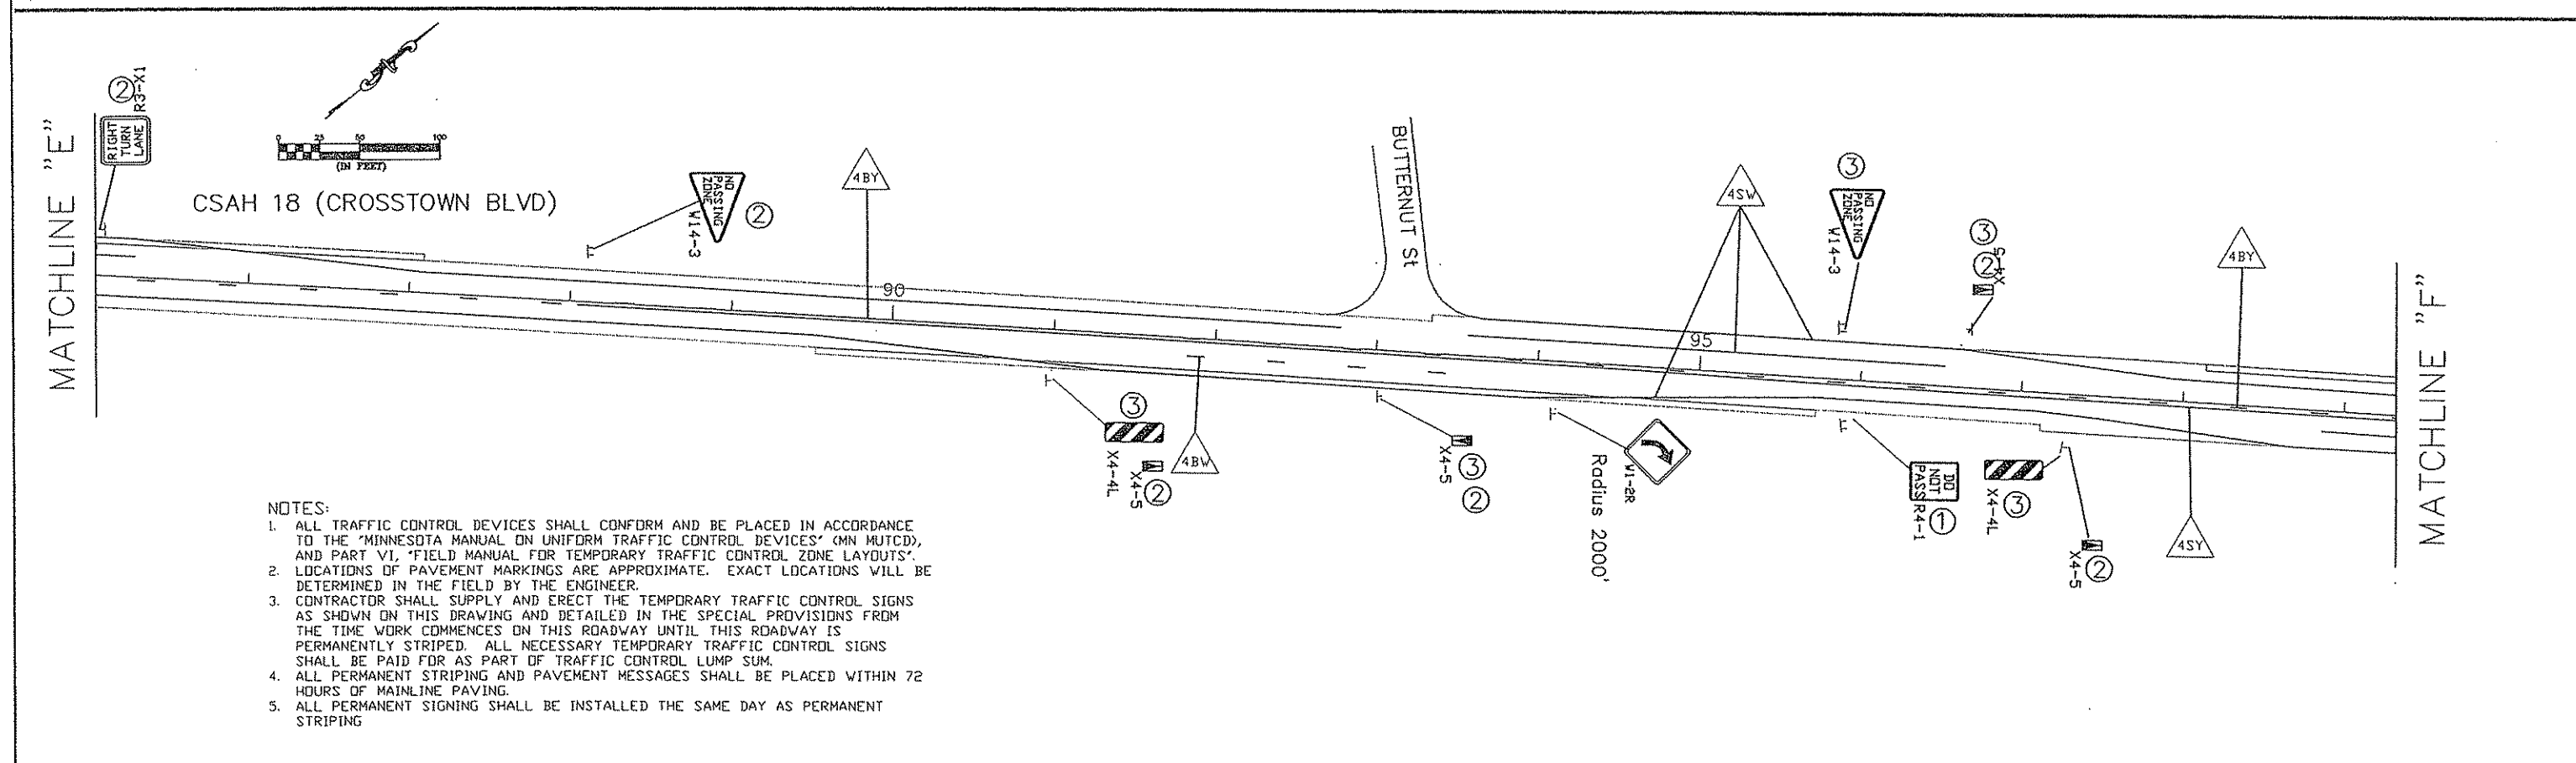 MATCHLINE "E"
②
R3-X1
RIGHT
TURN
LANE
0 25 50 100
(IN FEET)
CSAH 18 (CROSSTOWN BLVD)
NO
PASSING
ZONE
W14-3
②
4BY
90
BUTTERNUT St
4SW
95
③
NO
PASSING
ZONE
W14-3
③
②
X4-5
4BY
MATCHLINE "F"
③
X4-4L
X4-5
②
4BW
X4-5
③
②
W1-2R
Radius 2000'
DO
NOT
PASS
R4-1
①
X4-4L
③
X4-5
②
4SY
NOTES:
1. ALL TRAFFIC CONTROL DEVICES SHALL CONFORM AND BE PLACED IN ACCORDANCE
TO THE "MINNESOTA MANUAL ON UNIFORM TRAFFIC CONTROL DEVICES" (MN MUTCD),
AND PART VI, "FIELD MANUAL FOR TEMPORARY TRAFFIC CONTROL ZONE LAYOUTS".
2. LOCATIONS OF PAVEMENT MARKINGS ARE APPROXIMATE. EXACT LOCATIONS WILL BE
DETERMINED IN THE FIELD BY THE ENGINEER.
3. CONTRACTOR SHALL SUPPLY AND ERECT THE TEMPORARY TRAFFIC CONTROL SIGNS
AS SHOWN ON THIS DRAWING AND DETAILED IN THE SPECIAL PROVISIONS FROM
THE TIME WORK COMMENCES ON THIS ROADWAY UNTIL THIS ROADWAY IS
PERMANENTLY STRIPED. ALL NECESSARY TEMPORARY TRAFFIC CONTROL SIGNS
SHALL BE PAID FOR AS PART OF TRAFFIC CONTROL LUMP SUM.
4. ALL PERMANENT STRIPING AND PAVEMENT MESSAGES SHALL BE PLACED WITHIN 72
HOURS OF MAINLINE PAVING.
5. ALL PERMANENT SIGNING SHALL BE INSTALLED THE SAME DAY AS PERMANENT
STRIPING